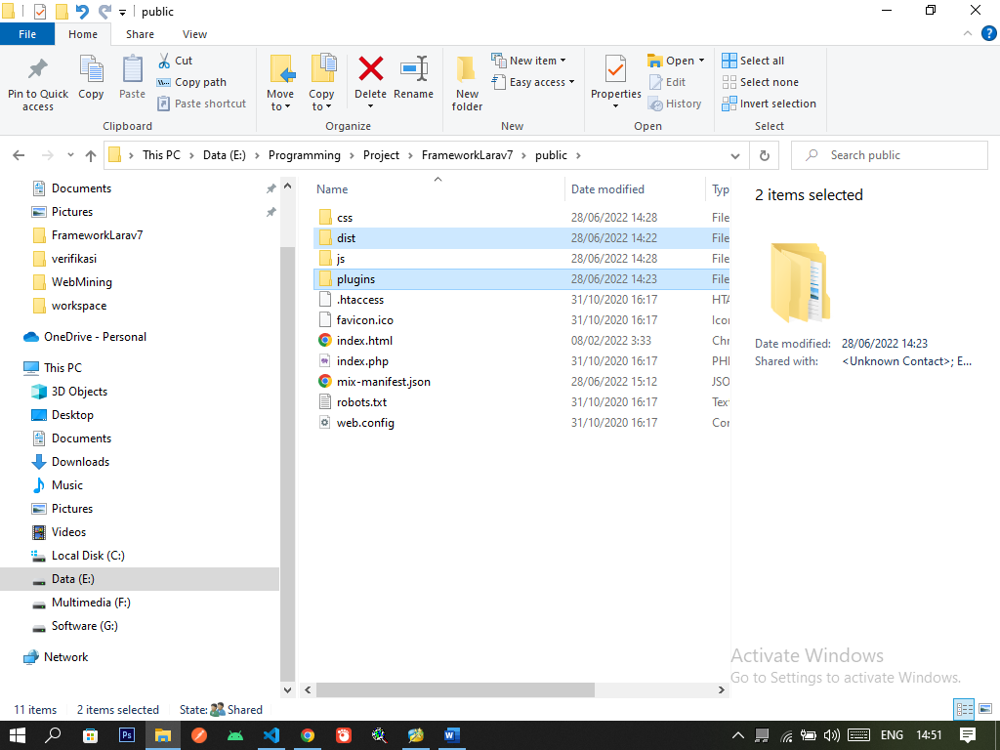 public
File Home Share View
Pin to Quick access
Copy
Paste
Cut
Copy path
Paste shortcut
Clipboard
Move to
Copy to
Delete
Rename
Organize
New folder
New item
Easy access
New
Properties
Open
Edit
History
Open
Select all
Select none
Invert selection
Select
This PC Data (E:) Programming Project FrameworkLarav7 public
Search public
Documents
Pictures
FrameworkLarav7
verifikasi
WebMining
workspace
OneDrive - Personal
This PC
3D Objects
Desktop
Documents
Downloads
Music
Pictures
Videos
Local Disk (C:)
Data (E:)
Multimedia (F:)
Software (G:)
Network
Name Date modified Typ
css 28/06/2022 14:28 File
dist 28/06/2022 14:22 File
js 28/06/2022 14:28 File
plugins 28/06/2022 14:23 File
.htaccess 31/10/2020 16:17 HTA
favicon.ico 31/10/2020 16:17 Icon
index.html 08/02/2022 3:33 Chr
index.php 31/10/2020 16:17 PHP
mix-manifest.json 28/06/2022 15:12 JSO
robots.txt 31/10/2020 16:17 Text
web.config 31/10/2020 16:17 Con
2 items selected
Date modified: 28/06/2022 14:23
Shared with: <Unknown Contact>; E...
Activate Windows
Go to Settings to activate Windows.
11 items 2 items selected State: Shared
Ps
W
ENG 14:51